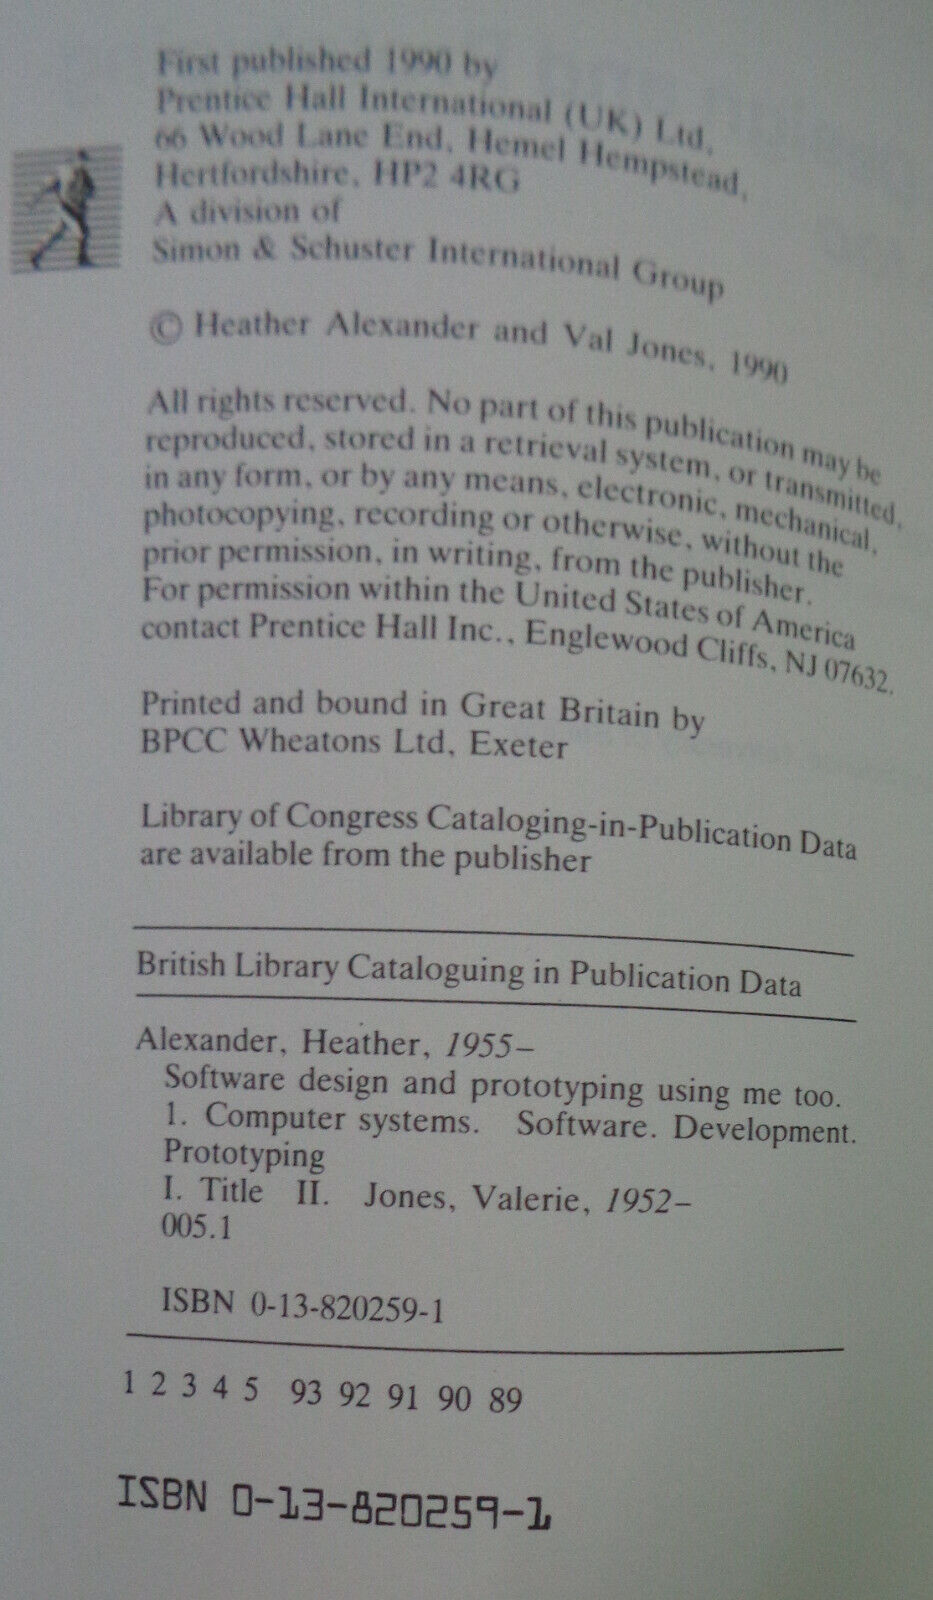 First published 1990 by
Prentice Hall International (UK) Ltd,
66 Wood Lane End, Hemel Hempstead,
Hertfordshire, HP2 4RG
A division of
Simon & Schuster International Group
© Heather Alexander and Val Jones, 1990
All rights reserved. No part of this publication may be
reproduced, stored in a retrieval system, or transmitted,
in any form, or by any means, electronic, mechanical,
photocopying, recording or otherwise, without the
prior permission, in writing, from the publisher.
For permission within the United States of America
contact Prentice Hall Inc., Englewood Cliffs, NJ 07632.
Printed and bound in Great Britain by
BPCC Wheatons Ltd, Exeter
Library of Congress Cataloging-in-Publication Data
are available from the publisher
British Library Cataloguing in Publication Data
Alexander, Heather, 1955–
Software design and prototyping using me too.
1. Computer systems. Software. Development.
Prototyping
I. Title II. Jones, Valerie, 1952–
005.1
ISBN 0-13-820259-1
1 2 3 4 5 93 92 91 90 89
ISBN 0-13-820259-1